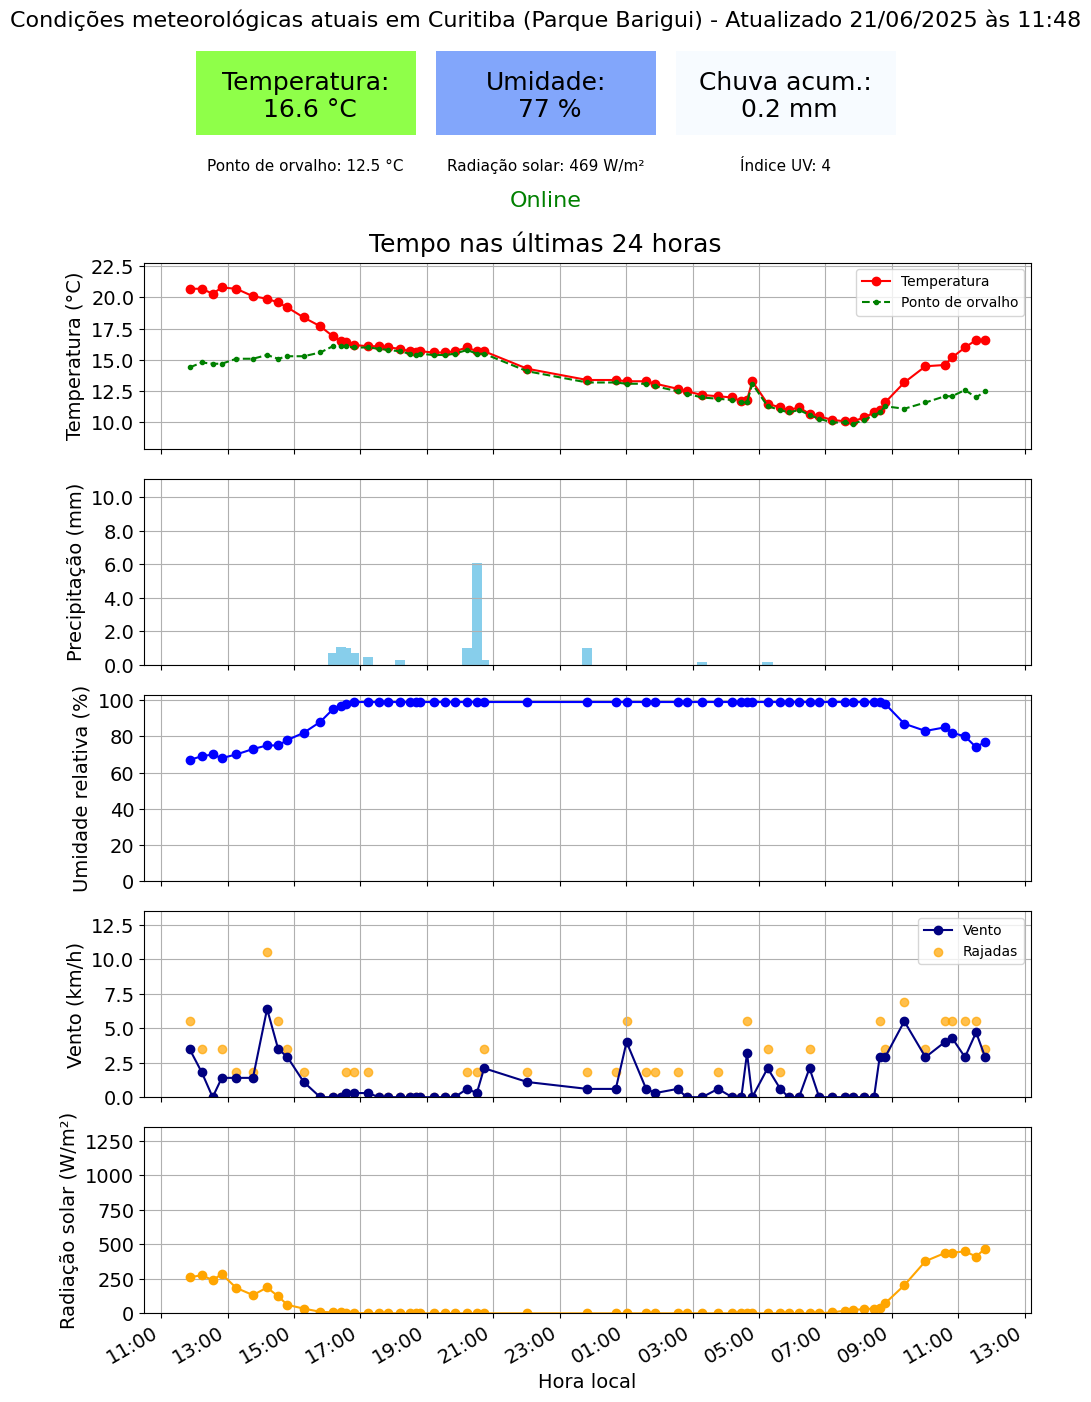 Condições meteorológicas atuais em Curitiba (Parque Barigui) - Atualizado 21/06/2025 às 11:48
Temperatura:
16.6 °C
Umidade:
77 %
Chuva acum.:
0.2 mm
Ponto de orvalho: 12.5 °C
Radiação solar: 469 W/m²
Índice UV: 4
Online
Tempo nas últimas 24 horas
Temperatura (°C)
22.5
20.0
17.5
15.0
12.5
10.0
Temperatura
Ponto de orvalho
Precipitação (mm)
10.0
8.0
6.0
4.0
2.0
0.0
Umidade relativa (%)
100
80
60
40
20
0
Vento (km/h)
12.5
10.0
7.5
5.0
2.5
0.0
Vento
Rajadas
Radiação solar (W/m²)
1250
1000
750
500
250
0
11:00
13:00
15:00
17:00
19:00
21:00
23:00
01:00
03:00
05:00
07:00
09:00
11:00
13:00
Hora local